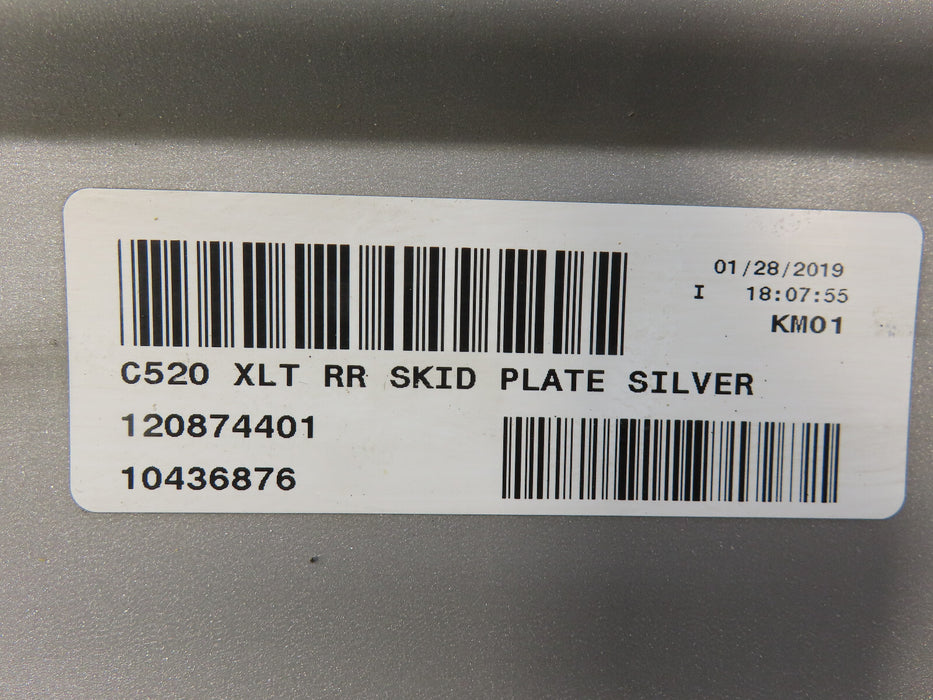 01/28/2019
I 18:07:55
KM01
C520 XLT RR SKID PLATE SILVER
120874401
10436876